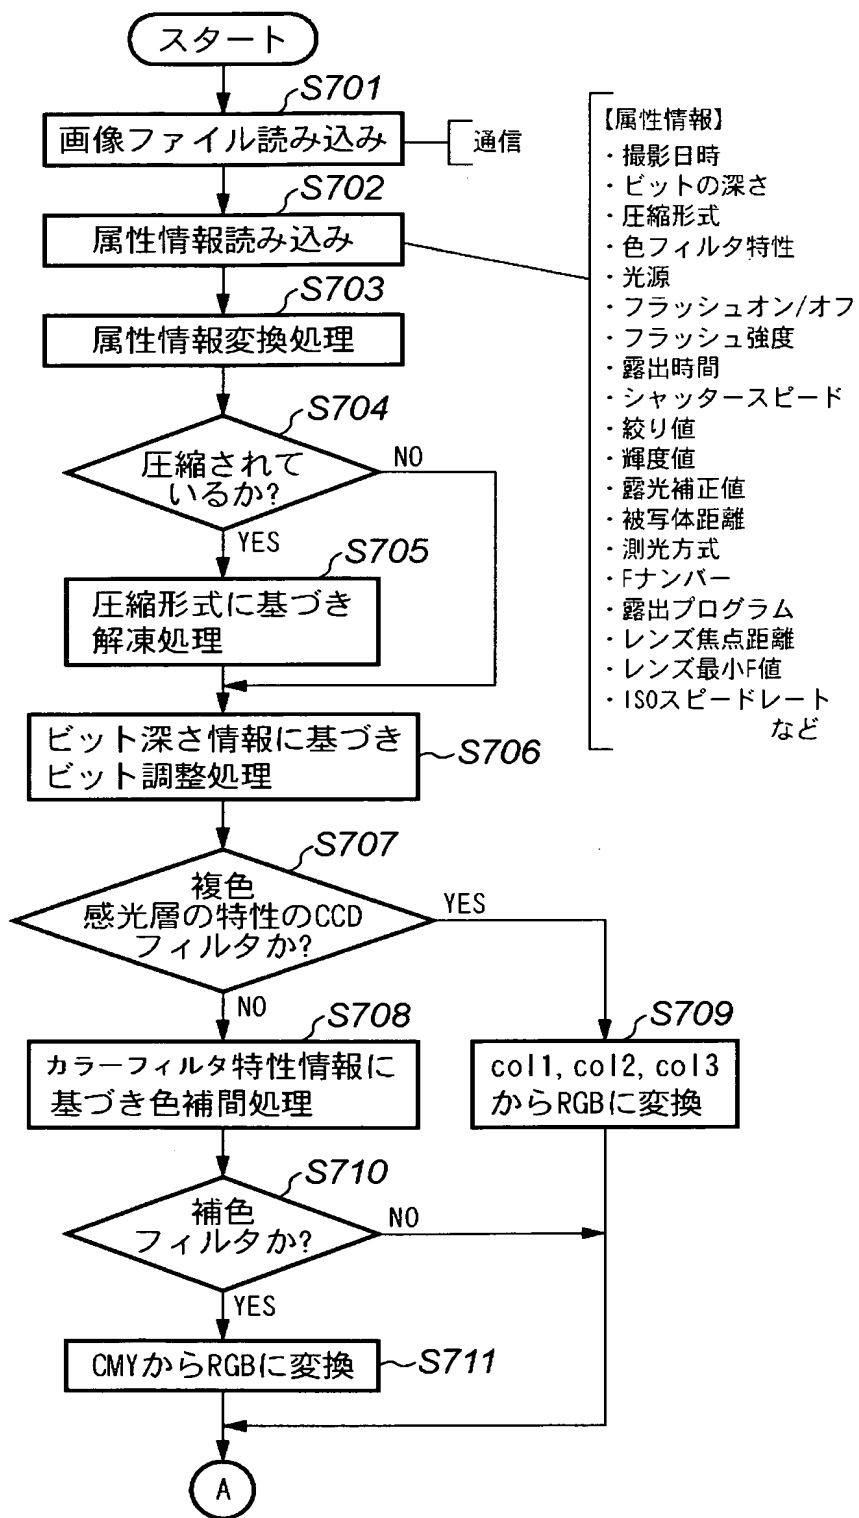 スタート
S701
画像ファイル読み込み
通信
S702
属性情報読み込み
S703
属性情報変換処理
S704
圧縮されて
いるか?
NO
YES
S705
圧縮形式に基づき
解凍処理
【属性情報】
・撮影日時
・ビットの深さ
・圧縮形式
・色フィルタ特性
・光源
・フラッシュオン/オフ
・フラッシュ強度
・露出時間
・シャッタースピード
・絞り値
・輝度値
・露光補正値
・被写体距離
・測光方式
・Fナンバー
・露出プログラム
・レンズ焦点距離
・レンズ最小F値
・ISOスピードレート
など
ビット深さ情報に基づき
ビット調整処理
S706
S707
複色
感光層の特性のCCD
フィルタか?
YES
NO
S708
カラーフィルタ特性情報に
基づき色補間処理
S709
col1, col2, col3
からRGBに変換
S710
補色
フィルタか?
NO
YES
CMYからRGBに変換
S711
A